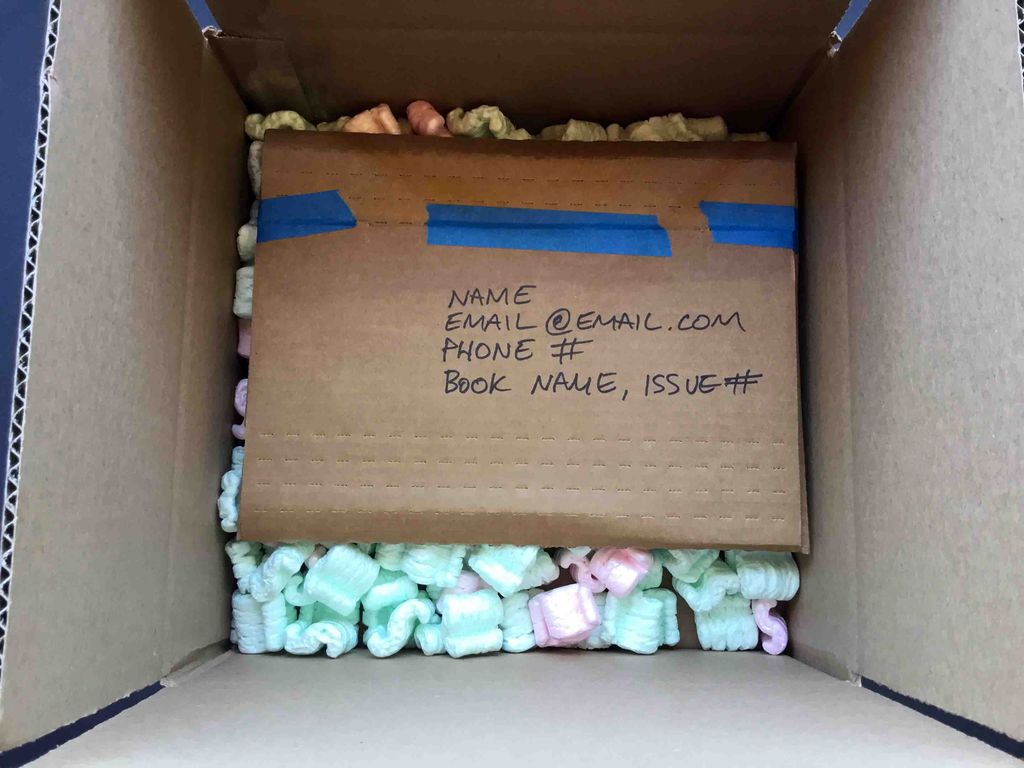 NAME
EMAIL@EMAIL.COM
PHONE #
BOOK NAME, ISSUE#